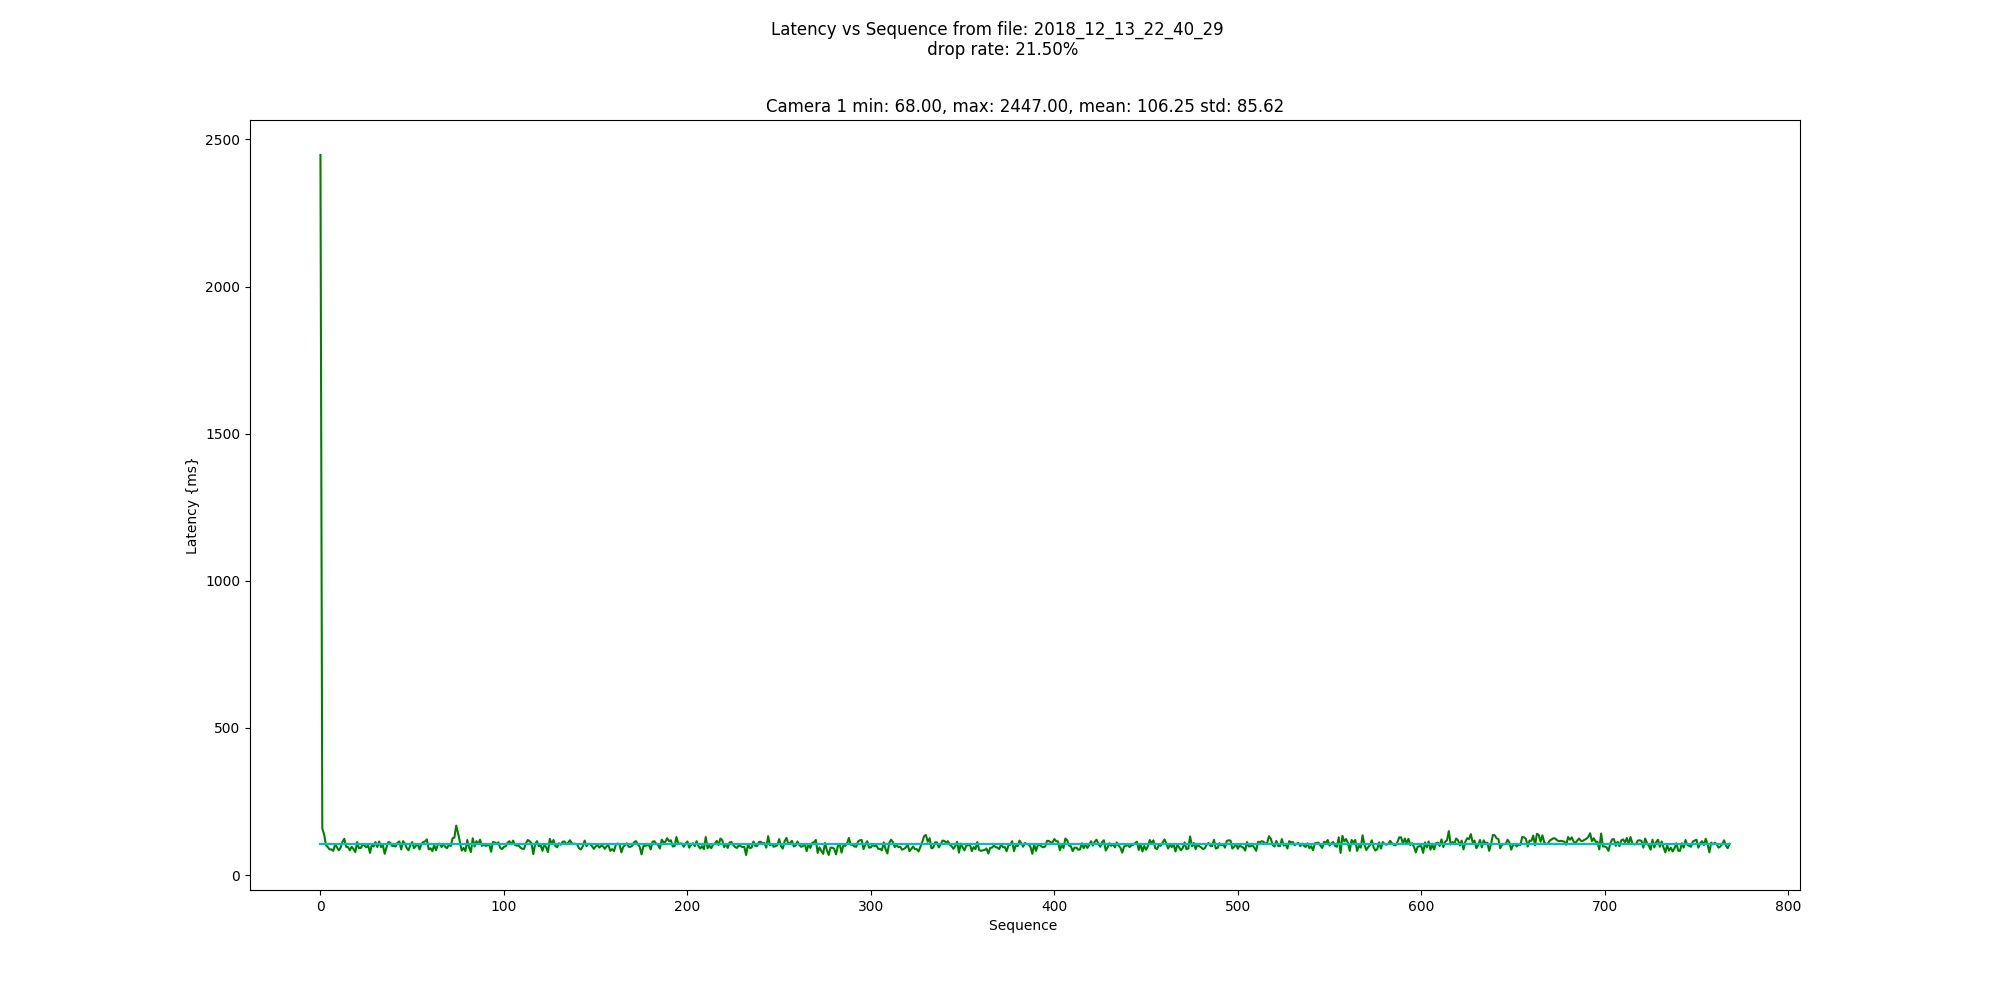 Latency vs Sequence from file: 2018_12_13_22_40_29
drop rate: 21.50%
Camera 1 min: 68.00, max: 2447.00, mean: 106.25 std: 85.62
2500
2000
1500
1000
500
0
Latency {ms}
0 100 200 300 400 500 600 700 800
Sequence